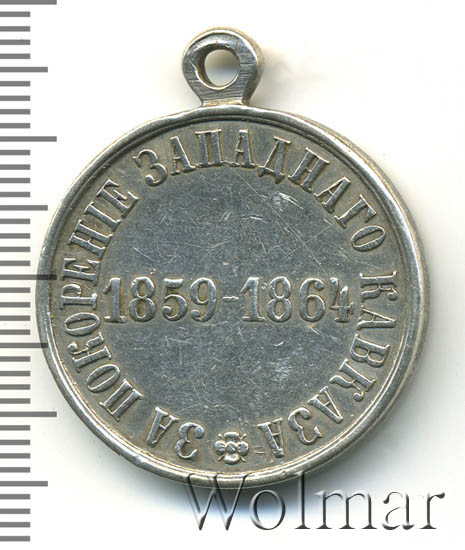 ЗА ПОКОРЕНІЕ ЗАПАДНАГО КАВКАЗА
1859-1864
Wolmar